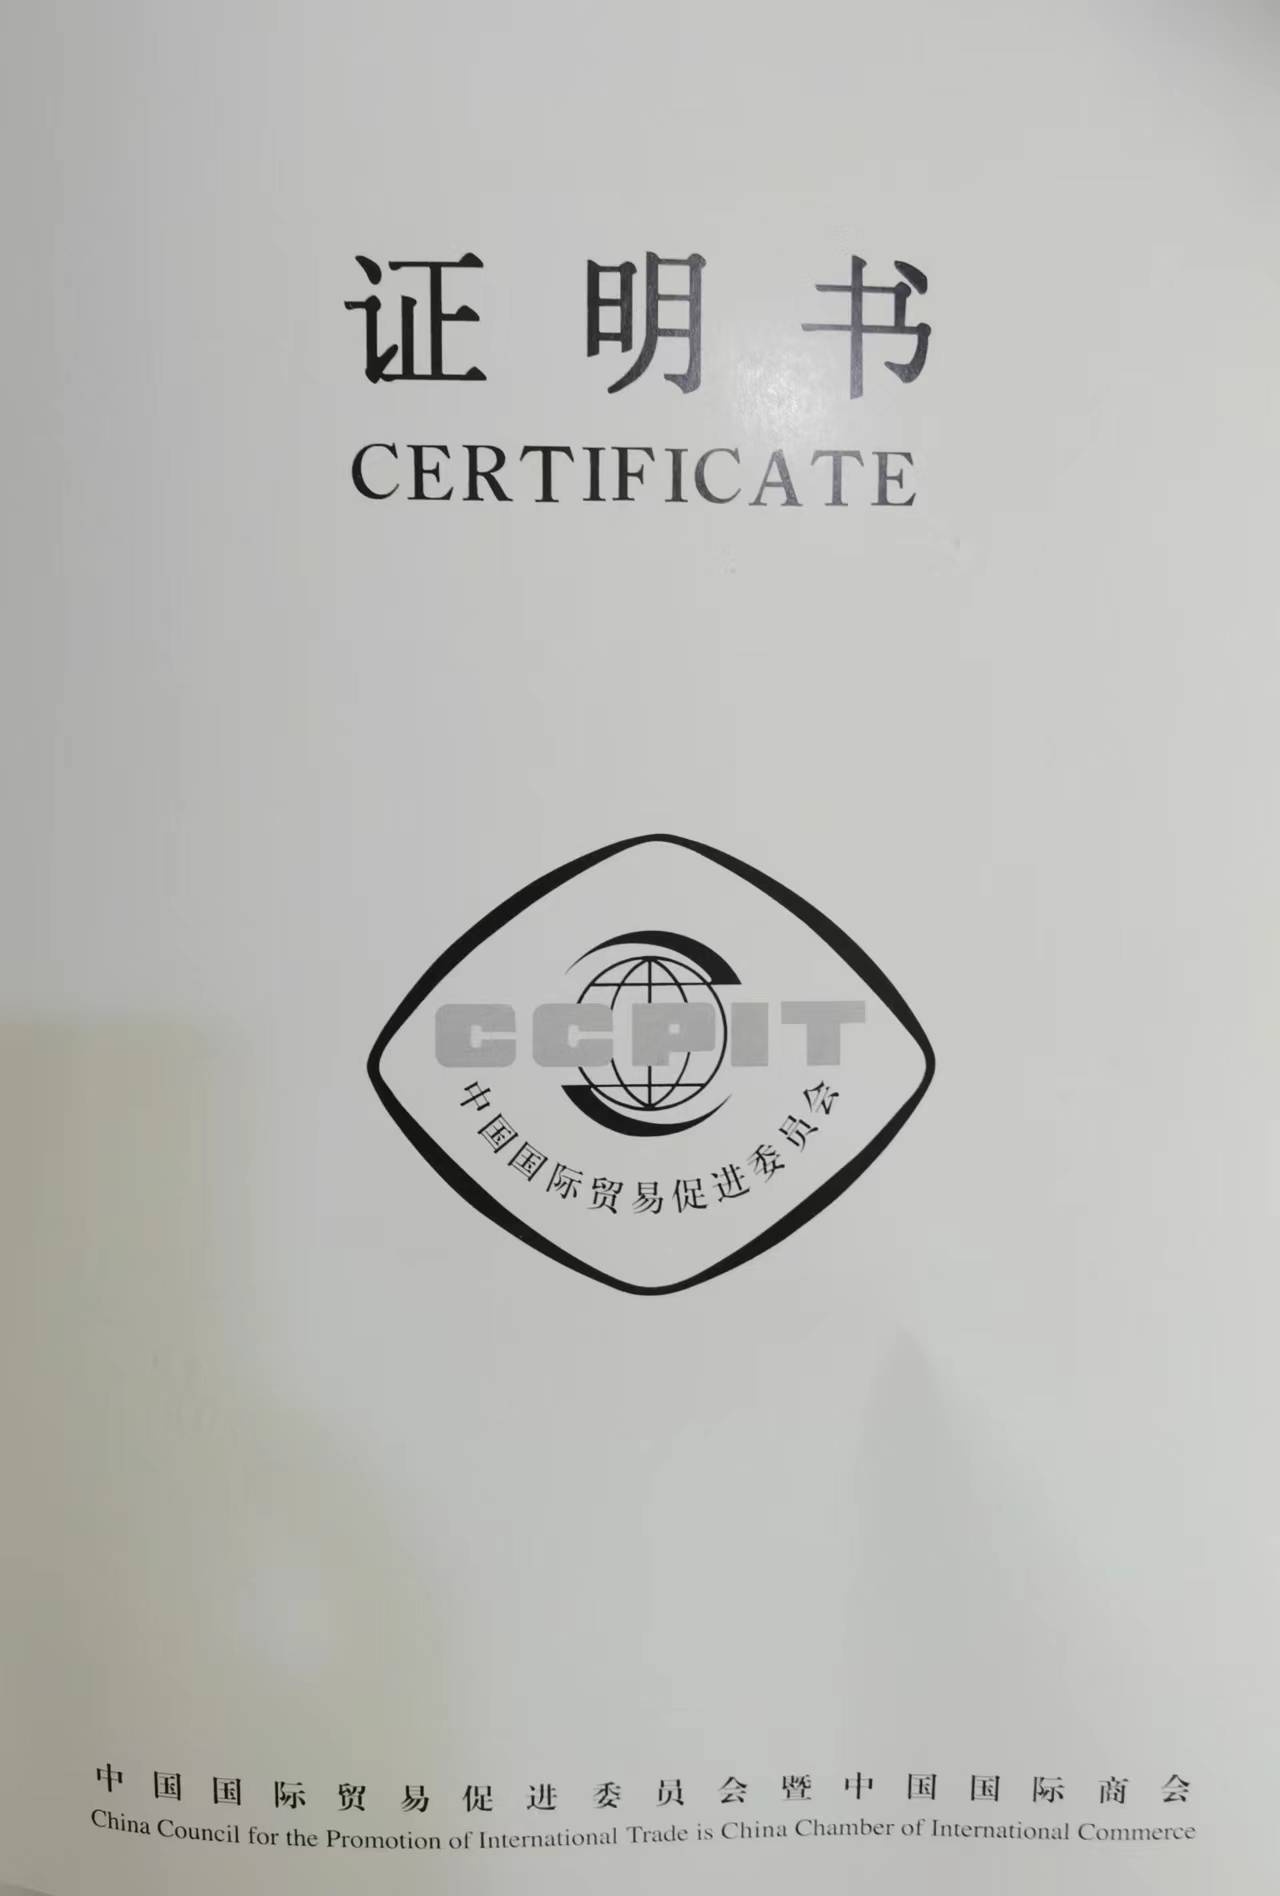 证明书
CERTIFICATE
CCPIT
中国国际贸易促进委员会
中国国际贸易促进委员会暨中国国际商会
China Council for the Promotion of International Trade is China Chamber of International Commerce